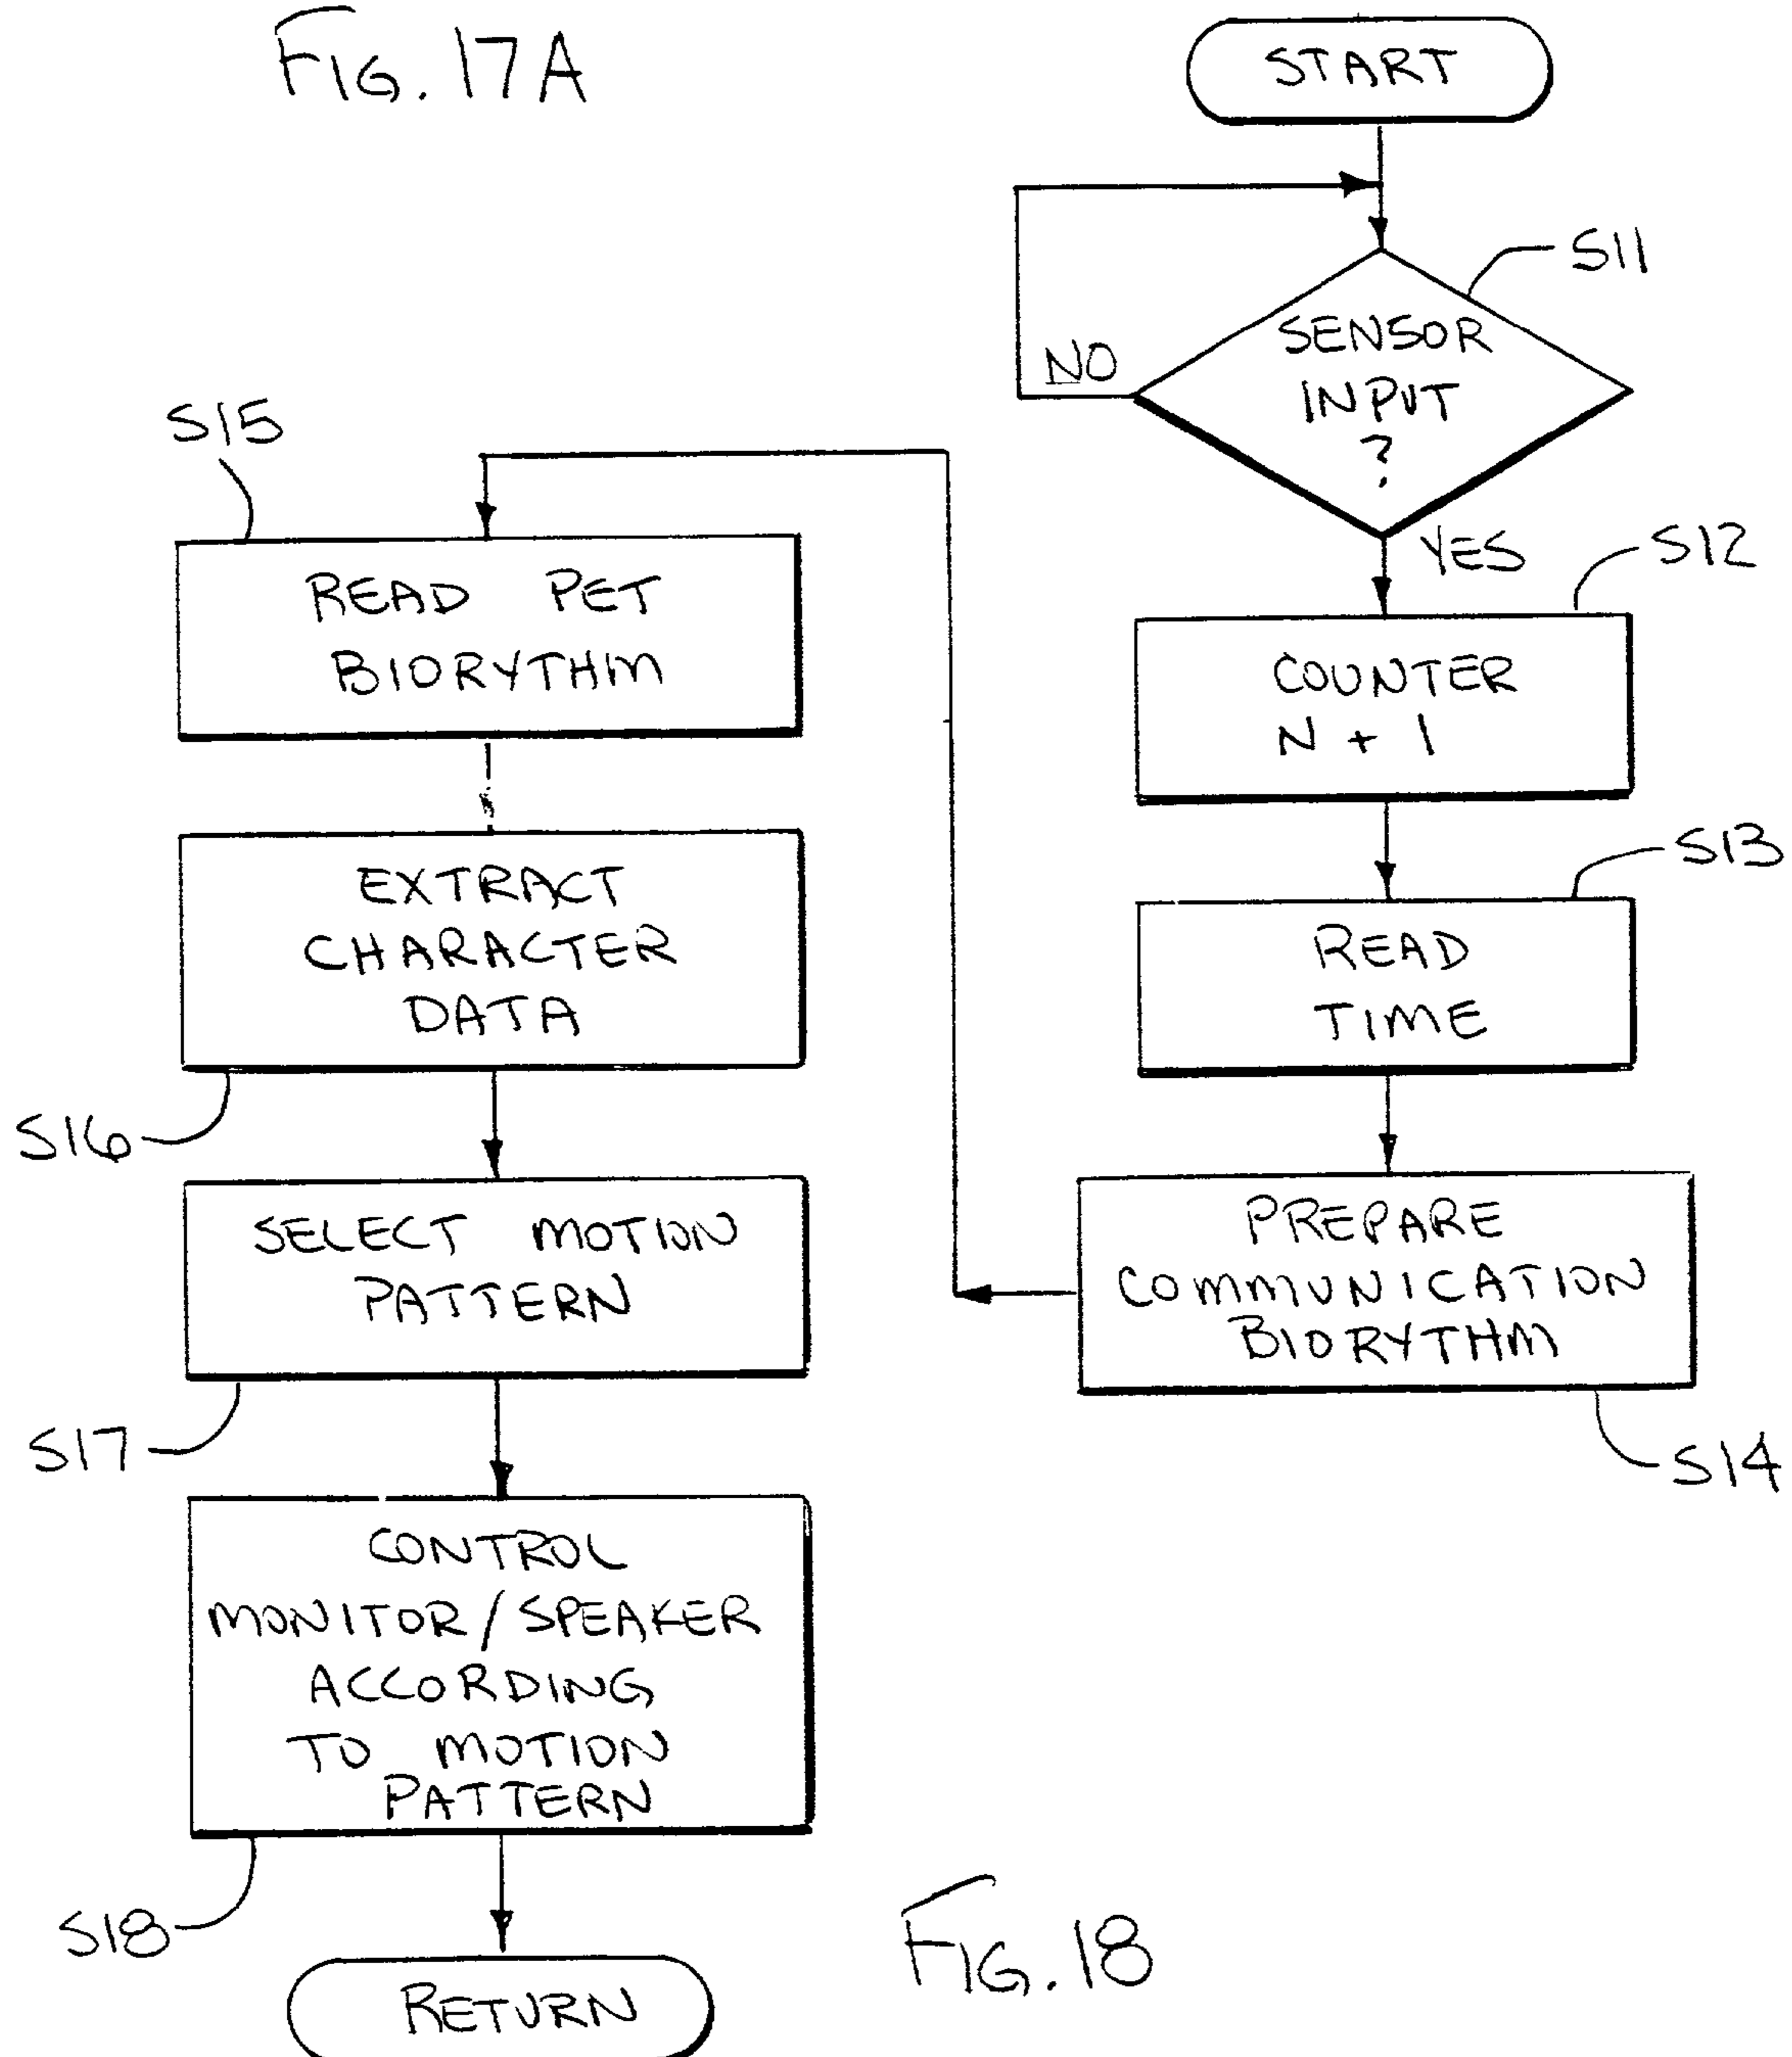 FIG. 17A
START
S11
SENSOR
INPUT
?
NO
YES
S12
COUNTER
N + 1
S13
READ
TIME
PREPARE
COMMUNICATION
BIORYTHM
S14
S15
READ PET
BIORYTHM
EXTRACT
CHARACTER
DATA
S16
SELECT MOTION
PATTERN
S17
CONTROL
MONITOR/SPEAKER
ACCORDING
TO MOTION
PATTERN
S18
RETURN
FIG. 18